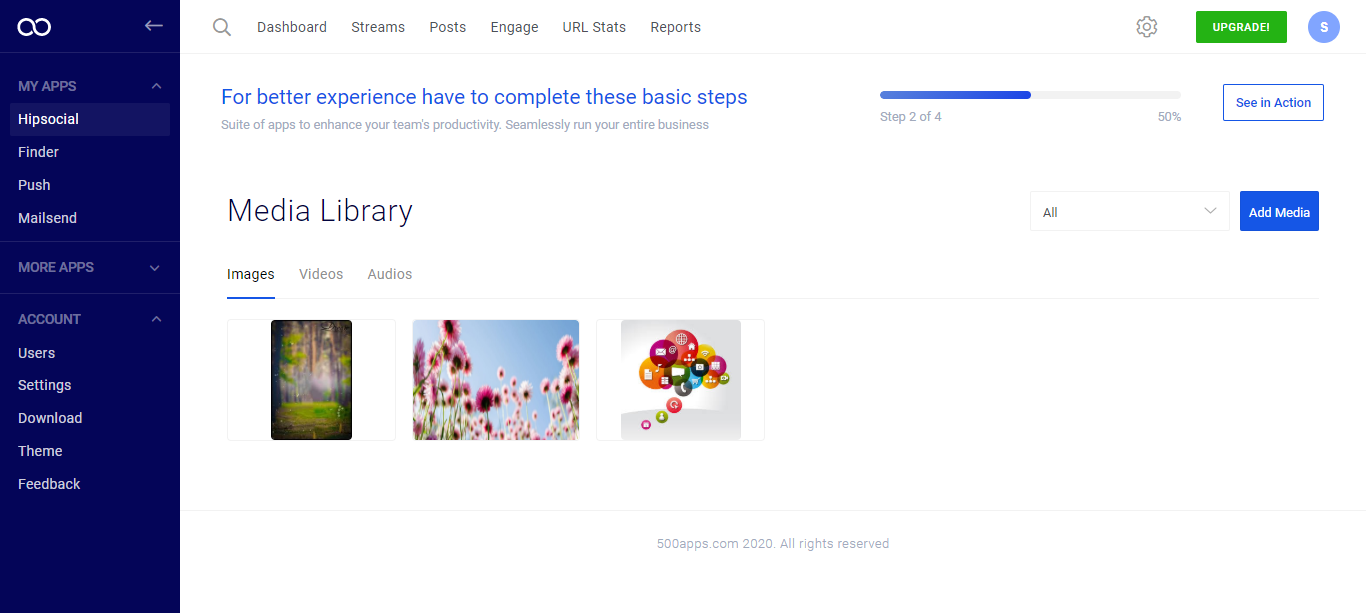 Dashboard Streams Posts Engage URL Stats Reports UPGRADE! S
MY APPS
Hipsocial
Finder
Push
Mailsend
MORE APPS
ACCOUNT
Users
Settings
Download
Theme
Feedback
For better experience have to complete these basic steps
Suite of apps to enhance your team's productivity. Seamlessly run your entire business
Step 2 of 4 50%
See in Action
Media Library
All
Add Media
Images Videos Audios
500apps.com 2020. All rights reserved